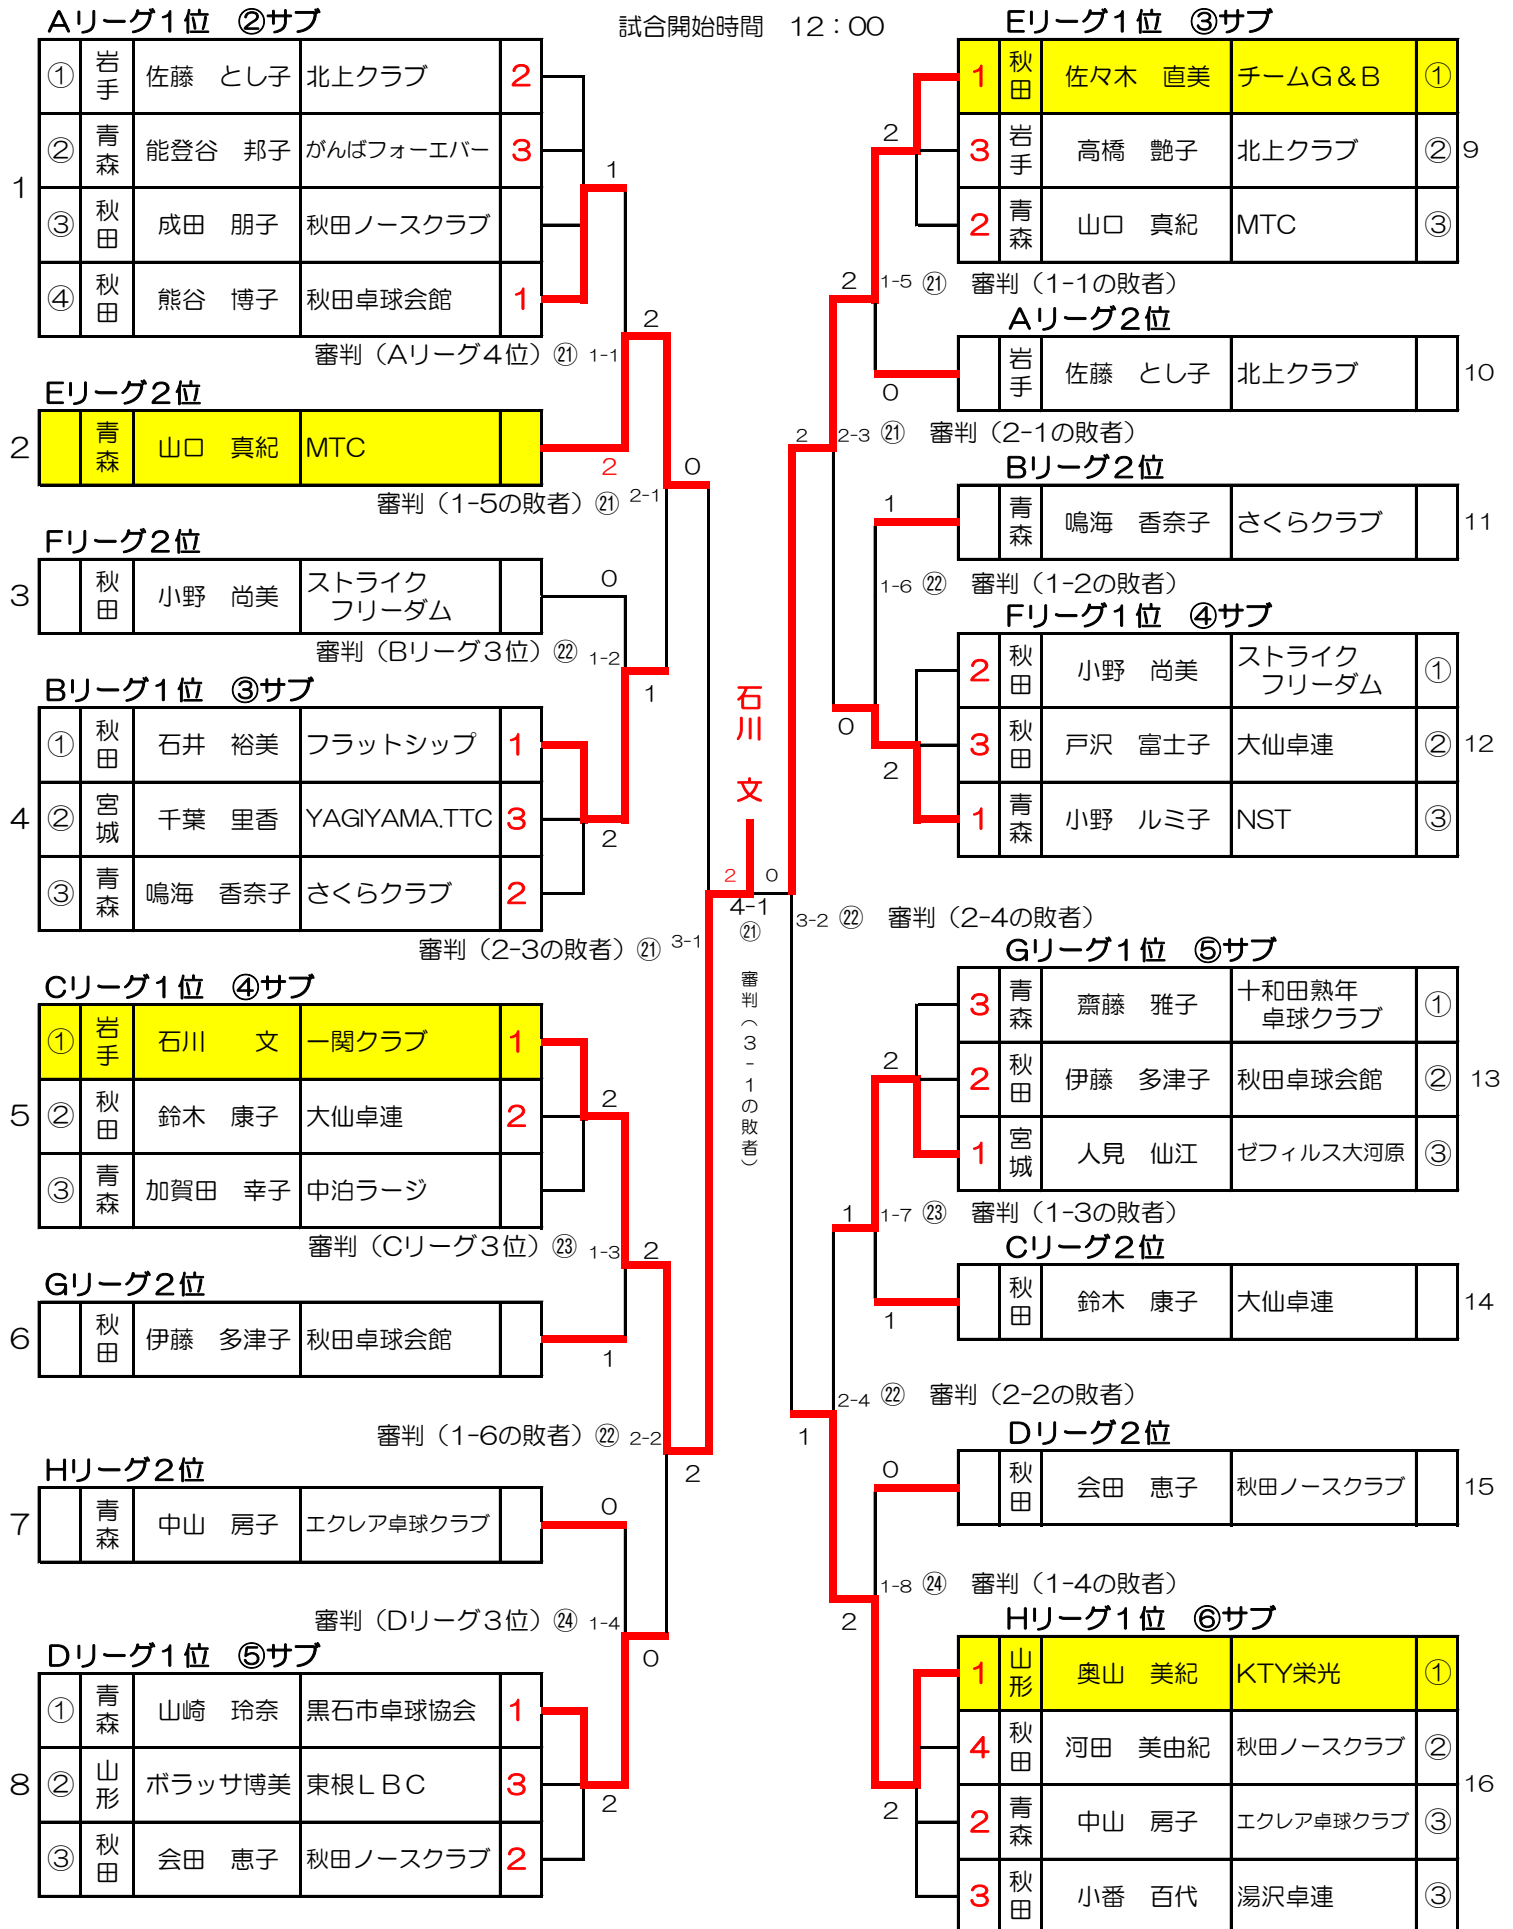 試合開始時間　12：00
Aリーグ1位　②サブ
1
① 岩手 佐藤　とし子 北上クラブ 2
② 青森 能登谷　邦子 がんばフォーエバー 3
③ 秋田 成田　朋子 秋田ノースクラブ
④ 秋田 熊谷　博子 秋田卓球会館 1
1
審判（Aリーグ4位）㉑ 1-1
2
Eリーグ2位
2 青森 山口　真紀 MTC
2
0
審判（1-5の敗者）㉑ 2-1
Fリーグ2位
3 秋田 小野　尚美 ストライク
フリーダム
0
審判（Bリーグ3位）㉒ 1-2
1
Bリーグ1位　③サブ
4
① 秋田 石井　裕美 フラットシップ 1
② 宮城 千葉　里香 YAGIYAMA.TTC 3
③ 青森 鳴海　香奈子 さくらクラブ 2
2
審判（2-3の敗者）㉑ 3-1
Cリーグ1位　④サブ
5
① 岩手 石川　　文 一関クラブ 1
② 秋田 鈴木　康子 大仙卓連 2
③ 青森 加賀田　幸子 中泊ラージ
2
審判（Cリーグ3位）㉓ 1-3
2
Gリーグ2位
6 秋田 伊藤　多津子 秋田卓球会館
1
審判（1-6の敗者）㉒ 2-2
2
Hリーグ2位
7 青森 中山　房子 エクレア卓球クラブ
0
審判（Dリーグ3位）㉔ 1-4
0
Dリーグ1位　⑤サブ
8
① 青森 山崎　玲奈 黒石市卓球協会 1
② 山形 ボラッサ博美 東根LBC 3
③ 秋田 会田　恵子 秋田ノースクラブ 2
2
石川　文
2 0
4-1
㉑
審判（3-1の敗者）
Eリーグ1位　③サブ
1 秋田 佐々木　直美 チームG&B ①
3 岩手 高橋　艶子 北上クラブ ②
2 青森 山口　真紀 MTC ③
9
2
2
1-5 ㉑　審判（1-1の敗者）
Aリーグ2位
岩手 佐藤　とし子 北上クラブ 10
0
2
2-3 ㉑　審判（2-1の敗者）
Bリーグ2位
1
青森 鳴海　香奈子 さくらクラブ 11
1-6 ㉒　審判（1-2の敗者）
Fリーグ1位　④サブ
2 秋田 小野　尚美 ストライク
フリーダム ①
3 秋田 戸沢　富士子 大仙卓連 ②
1 青森 小野　ルミ子 NST ③
12
0
2
3-2 ㉒　審判（2-4の敗者）
Gリーグ1位　⑤サブ
3 青森 齋藤　雅子 十和田熟年
卓球クラブ ①
2 秋田 伊藤　多津子 秋田卓球会館 ②
1 宮城 人見　仙江 ゼフィルス大河原 ③
13
2
1
1-7 ㉓　審判（1-3の敗者）
Cリーグ2位
秋田 鈴木　康子 大仙卓連 14
1
2-4 ㉒　審判（2-2の敗者）
1
Dリーグ2位
0
秋田 会田　恵子 秋田ノースクラブ 15
1-8 ㉔　審判（1-4の敗者）
2
Hリーグ1位　⑥サブ
1 山形 奥山　美紀 KTY栄光 ①
4 秋田 河田　美由紀 秋田ノースクラブ ②
2 青森 中山　房子 エクレア卓球クラブ ③
3 秋田 小番　百代 湯沢卓連 ③
16
2